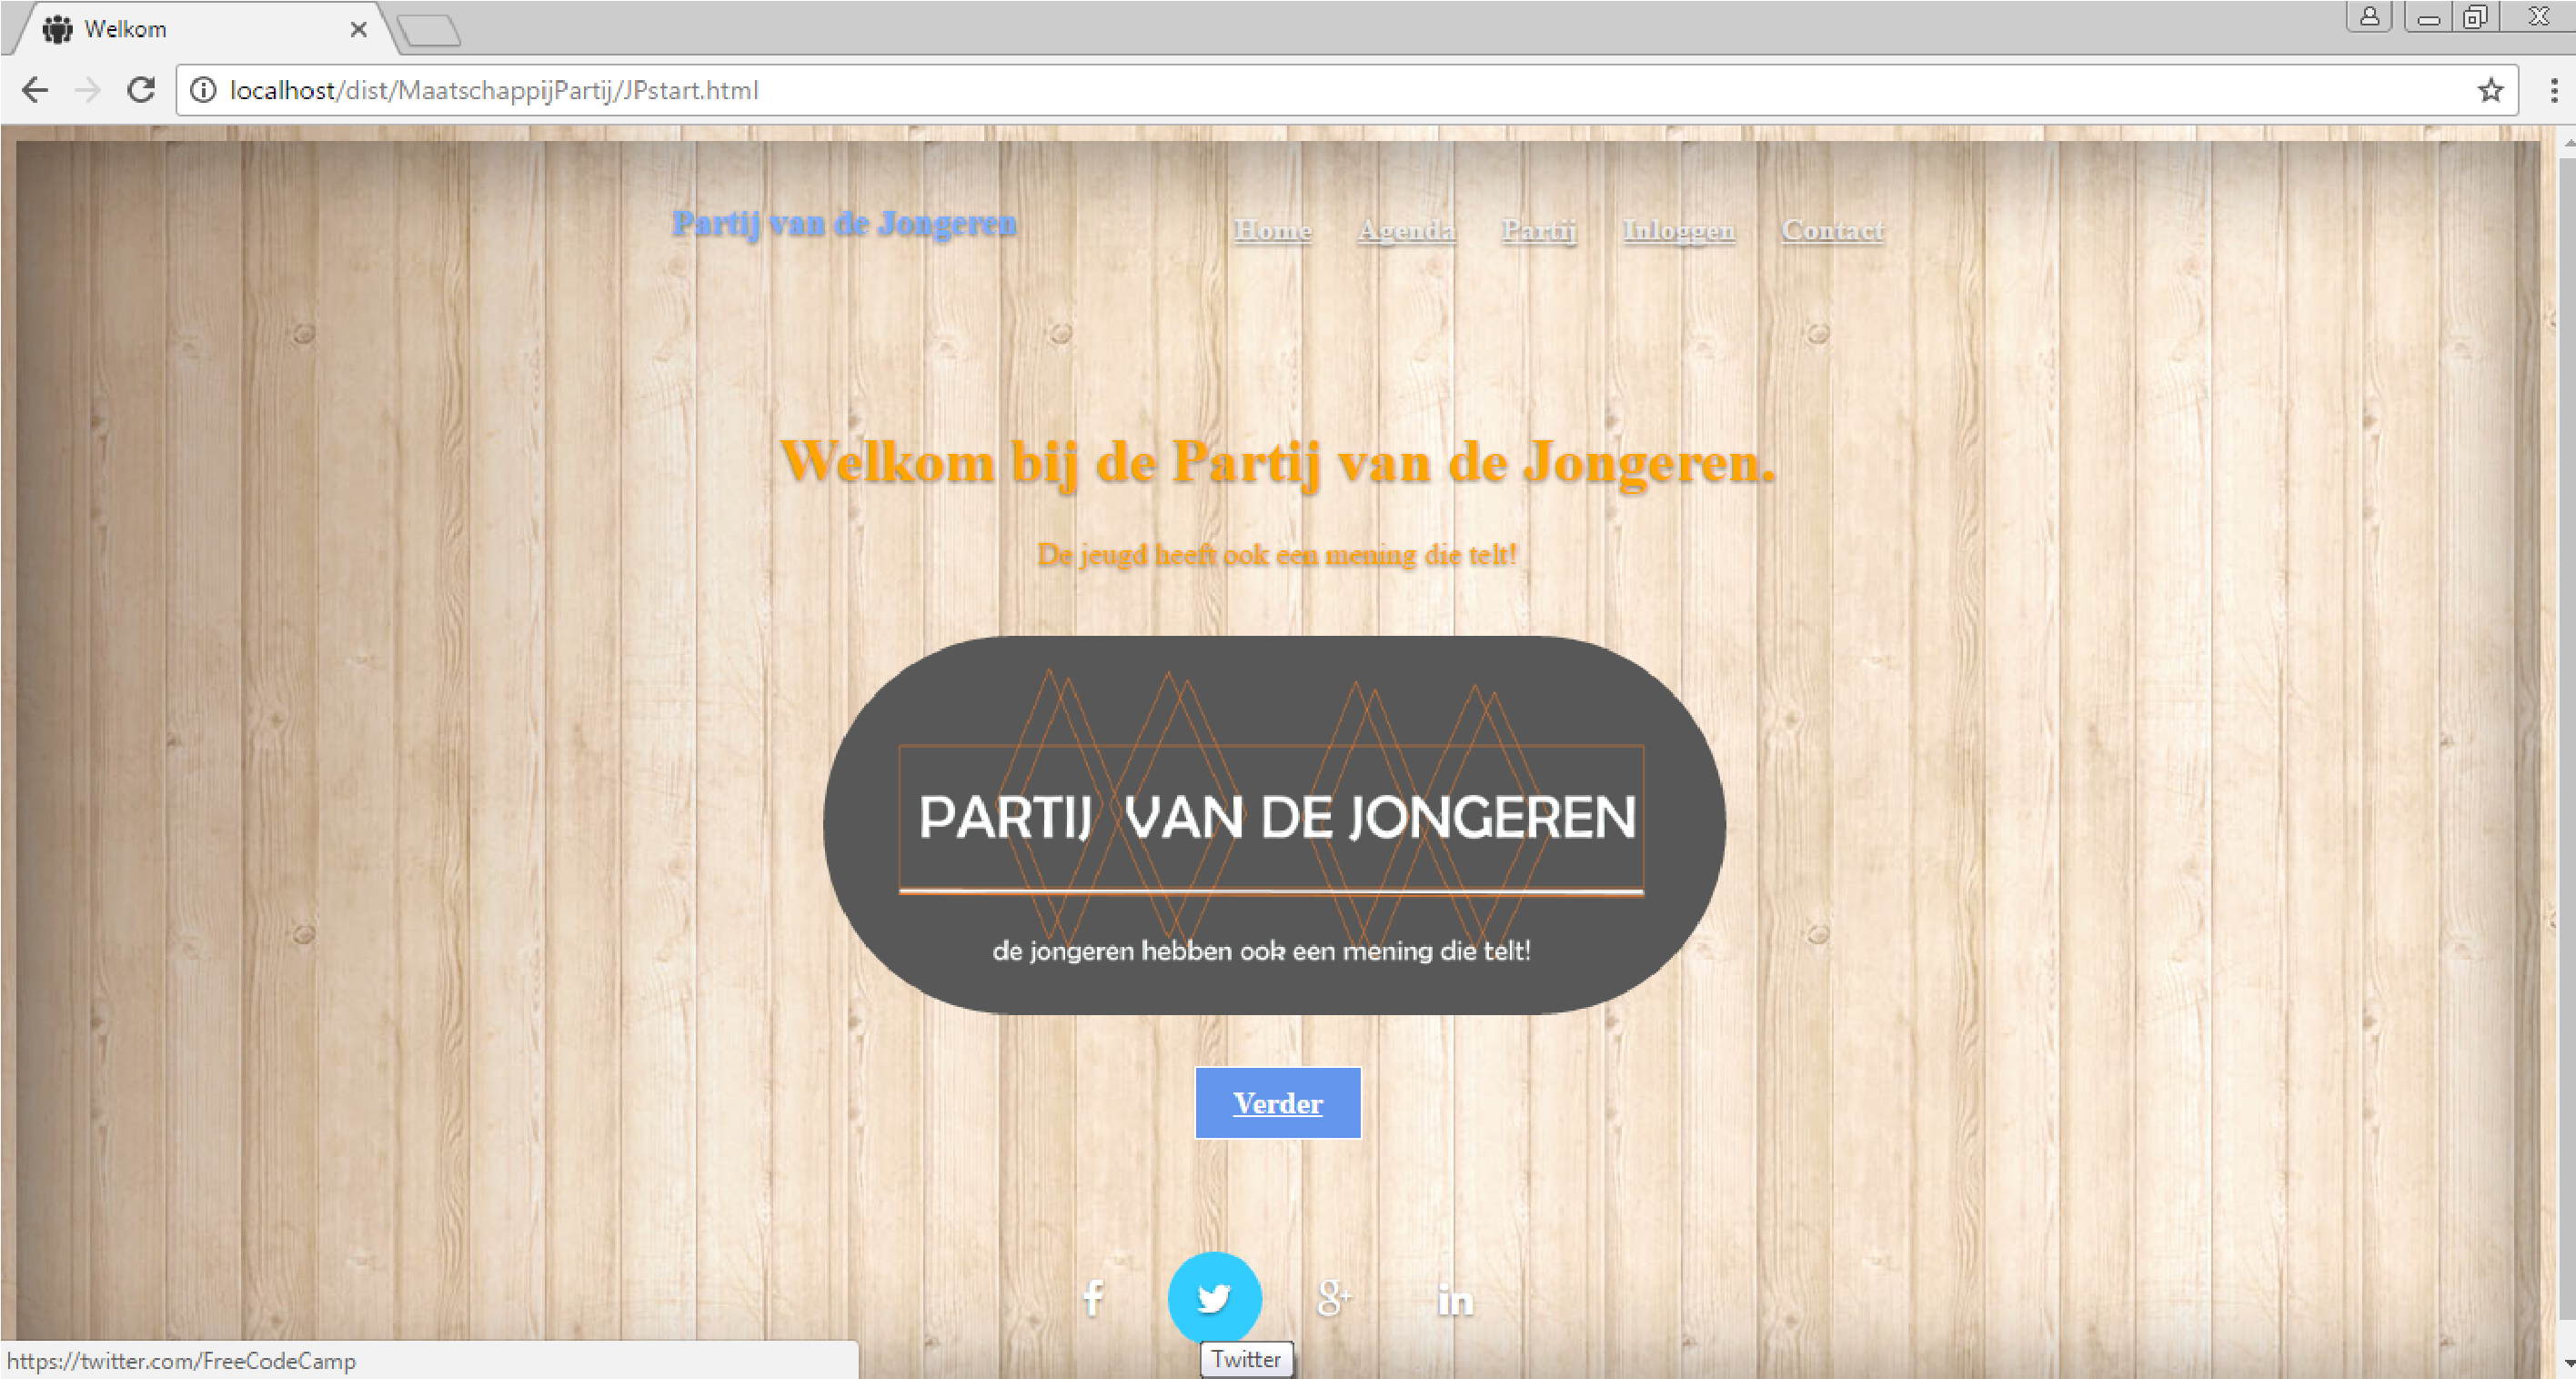 Welkom
localhost/dist/MaatschappijPartij/JPstart.html
Partij van de Jongeren
Home Agenda Partij Inloggen Contact
Welkom bij de Partij van de Jongeren.
De jeugd heeft ook een mening die telt!
PARTIJ VAN DE JONGEREN
de jongeren hebben ook een mening die telt!
Verder
f g+ in
https://twitter.com/FreeCodeCamp
Twitter